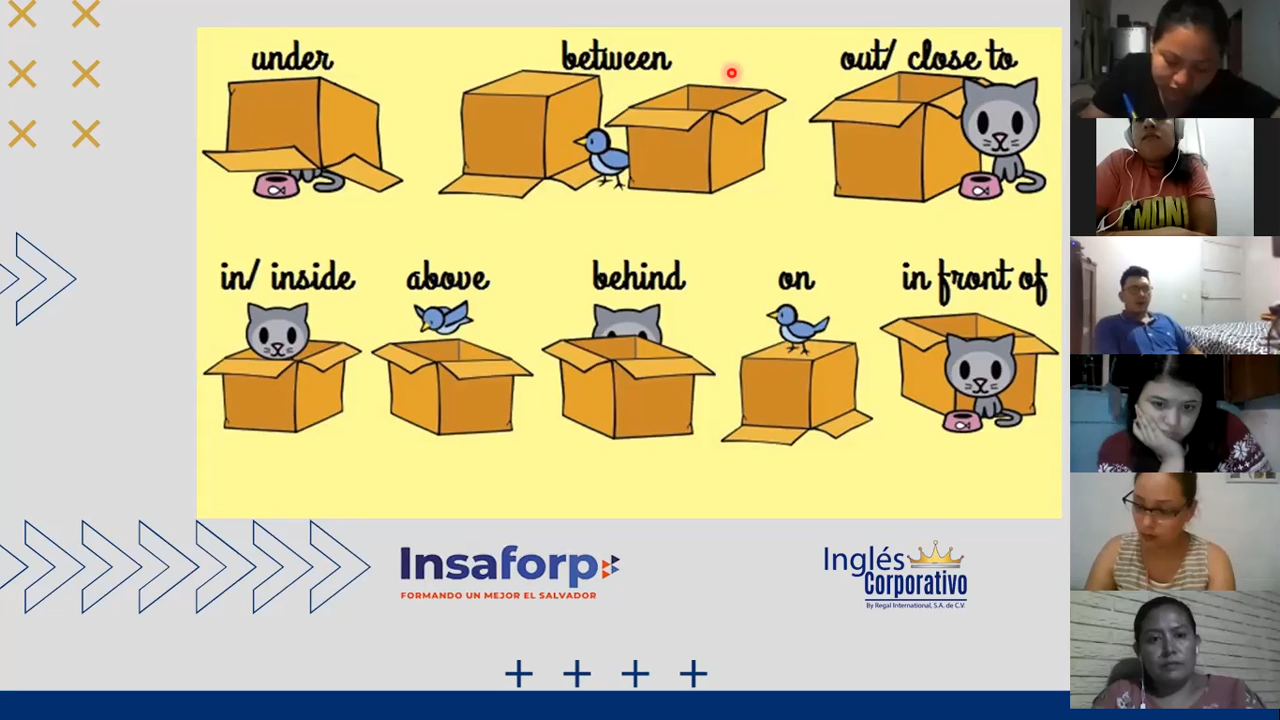 under between out/ close to
in/ inside above behind on in front of
Insaforp
FORMANDO UN MEJOR EL SALVADOR
Inglés
Corporativo
By Regal International, S.A. de C.V.